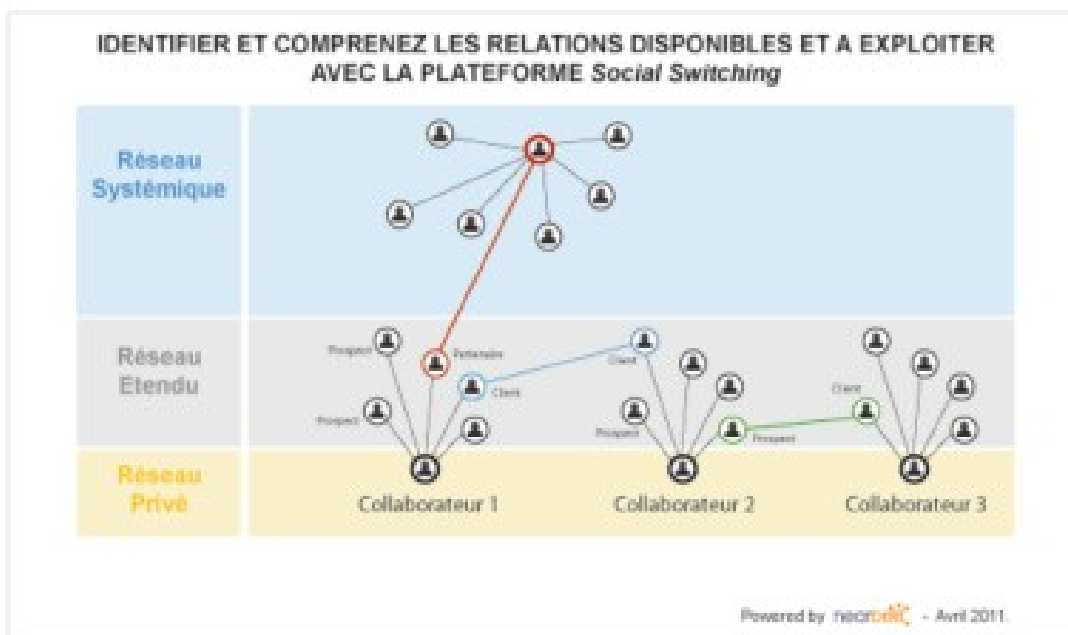 IDENTIFIER ET COMPRENEZ LES RELATIONS DISPONIBLES ET A EXPLOITER
AVEC LA PLATEFORME Social Switching
Réseau
Systémique
Réseau
Etendu
Prospect
Partenaire
Client
Prospect
Client
Prospect
Prospect
Client
Réseau
Privé
Collaborateur 1
Collaborateur 2
Collaborateur 3
Powered by - Avril 2011.